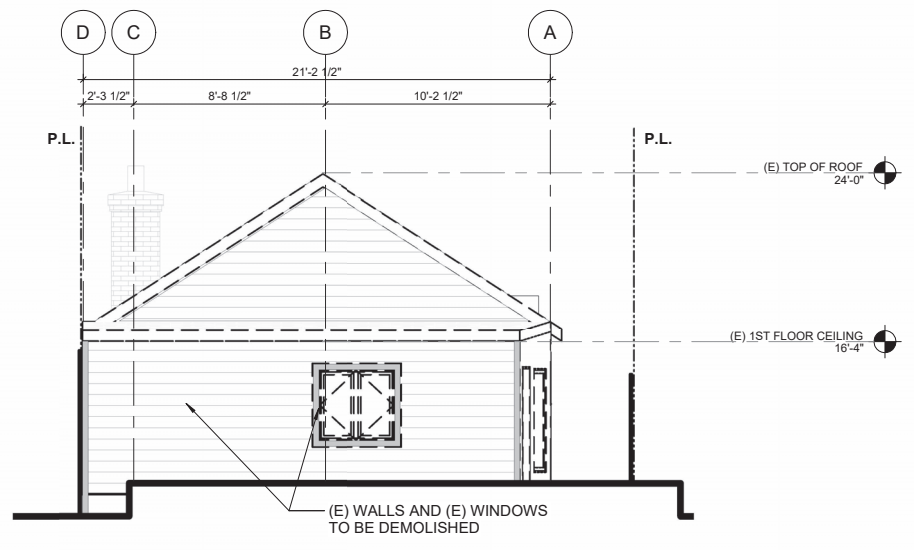 D C B A
21'-2 1/2"
2'-3 1/2" 8'-8 1/2" 10'-2 1/2"
P.L. P.L.
(E) TOP OF ROOF
24'-0"
(E) 1ST FLOOR CEILING
16'-4"
(E) WALLS AND (E) WINDOWS
TO BE DEMOLISHED